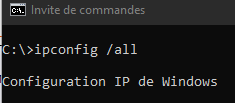 Invite de commandes
C:\>ipconfig /all
Configuration IP de Windows